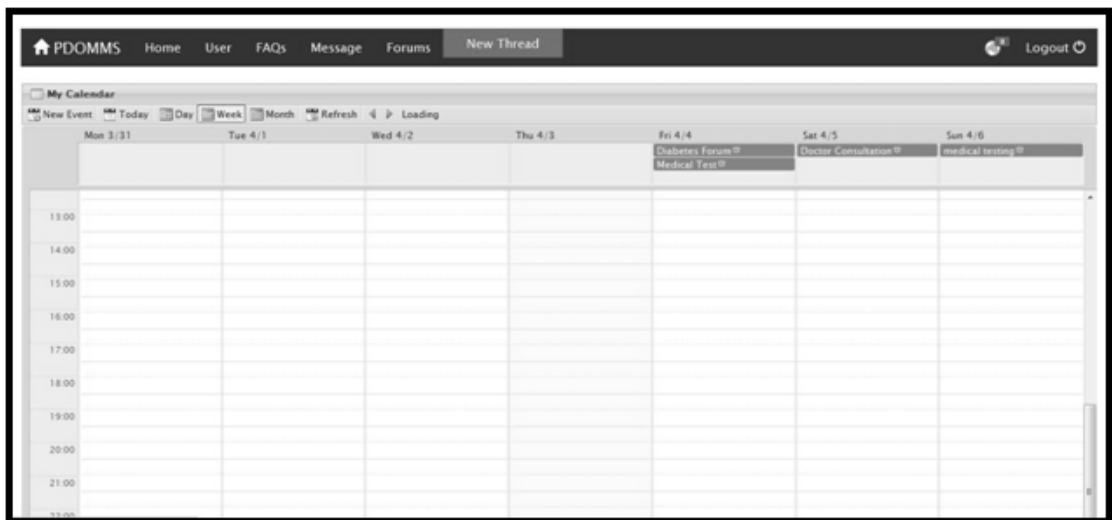 PDOMMS Home User FAQs Message Forums New Thread Logout
My Calendar
New Event Today Day Week Month Refresh Loading
Mon 3/31 Tue 4/1 Wed 4/2 Thu 4/3 Fri 4/4 Sat 4/5 Sun 4/6
Diabetes Forum Doctor Consultation medical testing
Medical Test
13:00
14:00
15:00
16:00
17:00
18:00
19:00
20:00
21:00
22:00